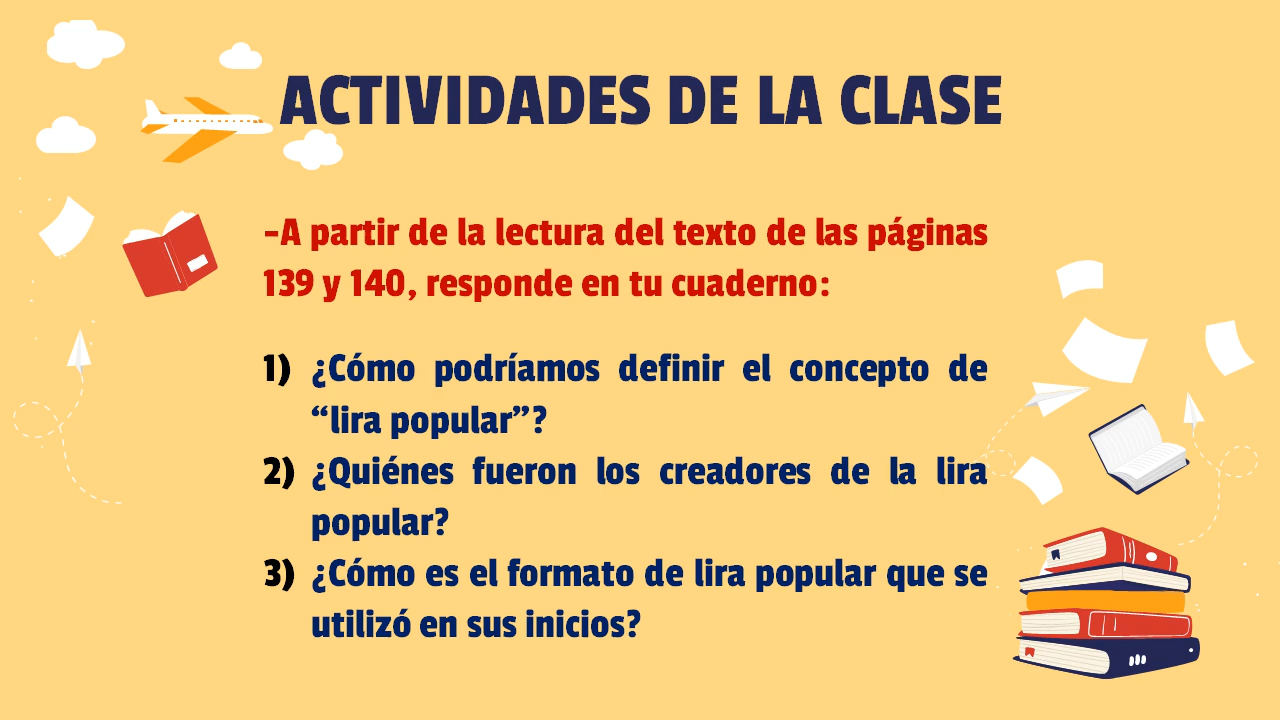 ACTIVIDADES DE LA CLASE
-A partir de la lectura del texto de las páginas
139 y 140, responde en tu cuaderno:
1) ¿Cómo podríamos definir el concepto de
“lira popular”?
2) ¿Quiénes fueron los creadores de la lira
popular?
3) ¿Cómo es el formato de lira popular que se
utilizó en sus inicios?